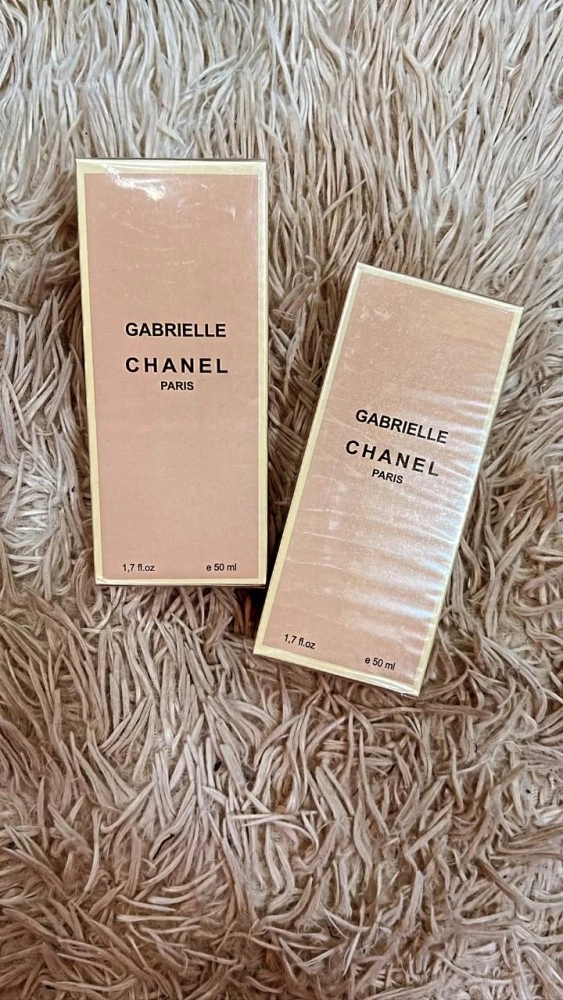 GABRIELLE
CHANEL
PARIS
1,7 fl.oz
e 50 ml
GABRIELLE
CHANEL
PARIS
1,7 fl.oz
e 50 ml